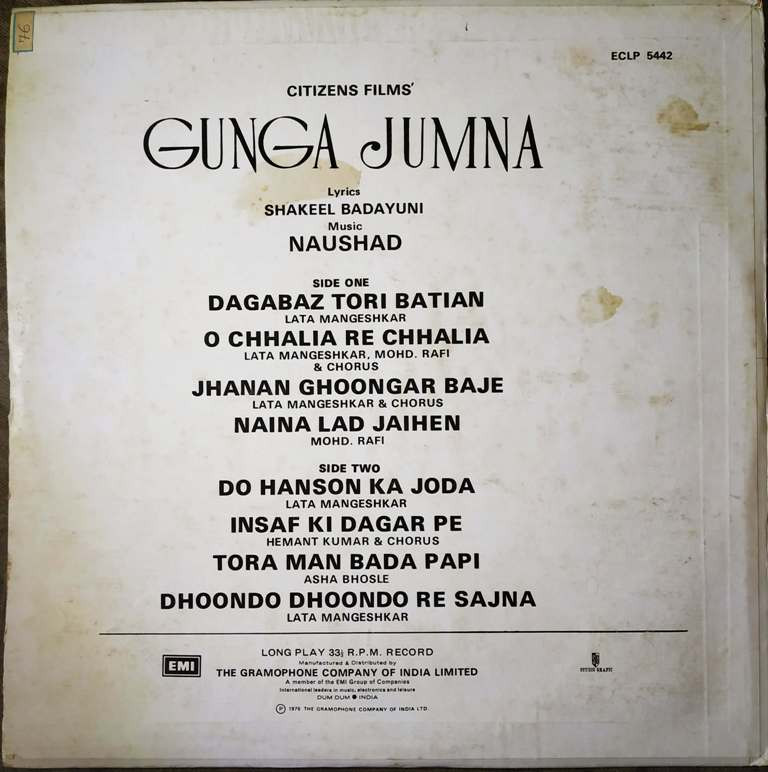 76
ECLP 5442
CITIZENS FILMS'
GUNGA JUMNA
Lyrics
SHAKEEL BADAYUNI
Music
NAUSHAD
SIDE ONE
DAGABAZ TORI BATIAN
LATA MANGESHKAR
O CHHALIA RE CHHALIA
LATA MANGESHKAR, MOHD. RAFI
& CHORUS
JHANAN GHOONGAR BAJE
LATA MANGESHKAR & CHORUS
NAINA LAD JAIHEN
MOHD. RAFI
SIDE TWO
DO HANSON KA JODA
LATA MANGESHKAR
INSAF KI DAGAR PE
HEMANT KUMAR & CHORUS
TORA MAN BADA PAPI
ASHA BHOSLE
DHOONDO DHOONDO RE SAJNA
LATA MANGESHKAR
EMI
LONG PLAY 33⅓ R.P.M. RECORD
Manufactured & Distributed by
THE GRAMOPHONE COMPANY OF INDIA LIMITED
A member of the EMI Group of Companies
International leaders in music, electronics and leisure
DUM DUM ● INDIA
Ⓟ 1976 THE GRAMOPHONE COMPANY OF INDIA LTD.